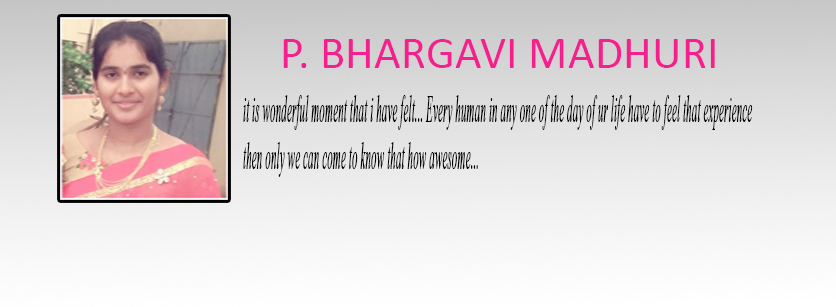 P. BHARGAVI MADHURI
it is wonderful moment that i have felt... Every human in any one of the day of ur life have to feel that experience
then only we can come to know that how awesome...